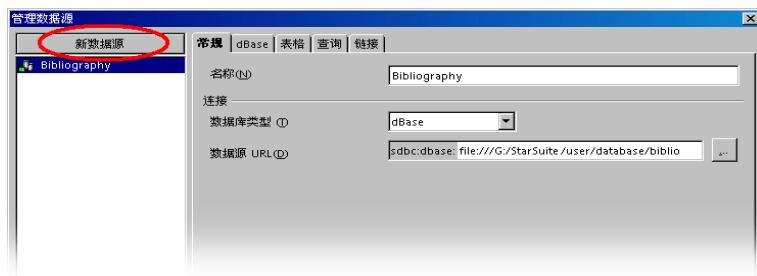 管理数据源
新数据源
Bibliography
常规 dBase 表格 查询 链接
名称(N) Bibliography
连接
数据库类型 (T) dBase
数据源 URL(D) sdbc:dbase: file:///G:/StarSuite/user/database/biblio ...